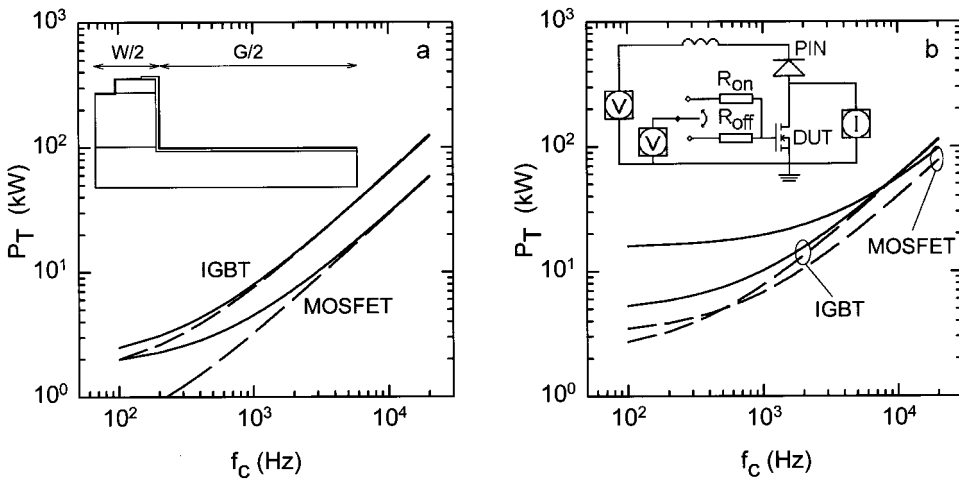 a
W/2 G/2
10³
10²
10¹
10⁰
P_T (kW)
IGBT
MOSFET
10² 10³ 10⁴
f_c (Hz)
b
PIN
R_on
R_off
V
V
I
DUT
10³
10²
10¹
10⁰
P_T (kW)
MOSFET
IGBT
10² 10³ 10⁴
f_c (Hz)